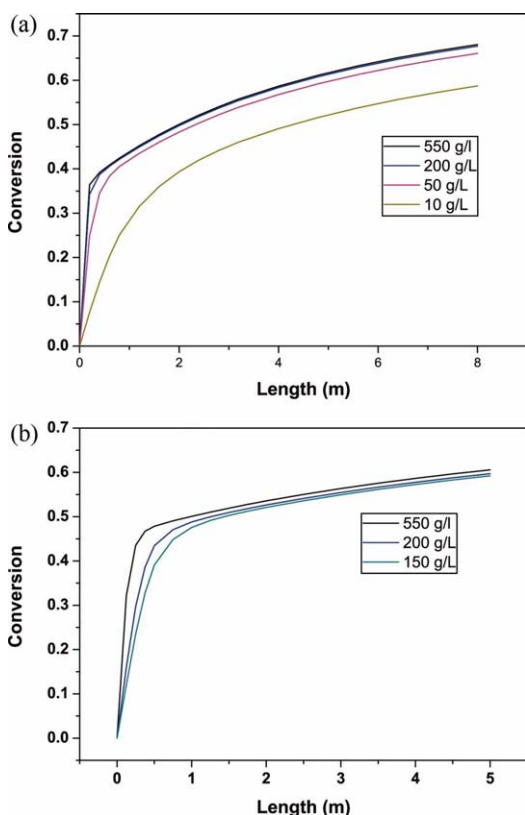 (a)
0.7
0.6
0.5
0.4
0.3
0.2
0.1
0.0
Conversion
550 g/l
200 g/L
50 g/L
10 g/L
0 2 4 6 8
Length (m)
(b)
0.7
0.6
0.5
0.4
0.3
0.2
0.1
0.0
Conversion
550 g/l
200 g/L
150 g/L
0 1 2 3 4 5
Length (m)